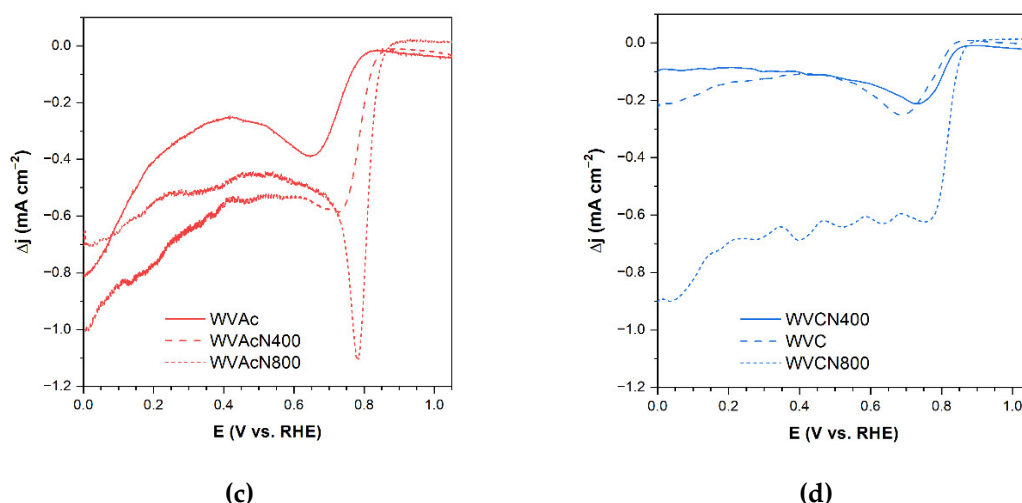 0.0
−0.2
−0.4
−0.6
−0.8
−1.0
−1.2
Δj (mA cm⁻²)
WVAc
WVAcN400
WVAcN800
0.0 0.2 0.4 0.6 0.8 1.0
E (V vs. RHE)
(c)
0.0
−0.2
−0.4
−0.6
−0.8
−1.0
−1.2
Δj (mA cm⁻²)
WVCN400
WVC
WVCN800
0.0 0.2 0.4 0.6 0.8 1.0
E (V vs. RHE)
(d)